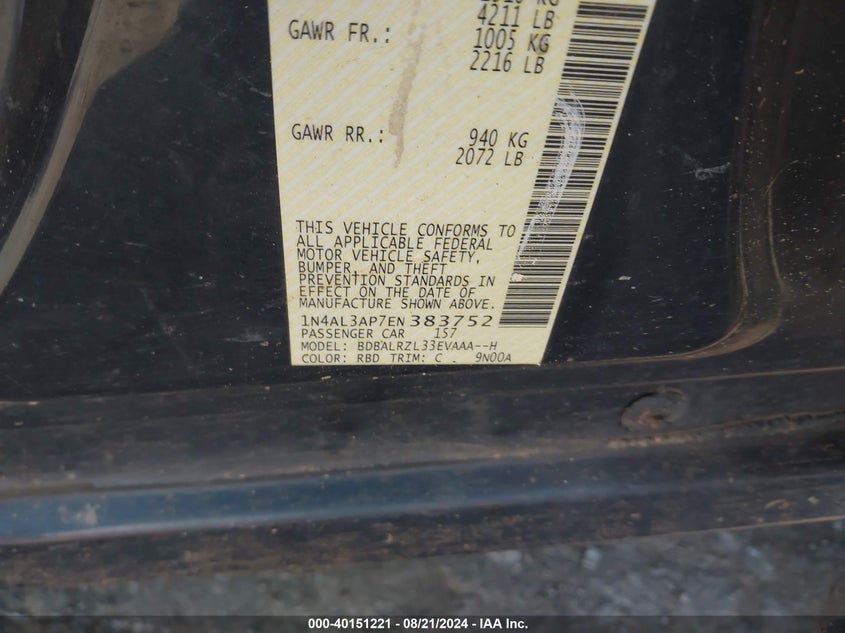 4211 LB
GAWR FR.: 1005 KG
2216 LB
GAWR RR.: 940 KG
2072 LB
THIS VEHICLE CONFORMS TO
ALL APPLICABLE FEDERAL
MOTOR VEHICLE SAFETY,
BUMPER, AND THEFT
PREVENTION STANDARDS IN
EFFECT ON THE DATE OF
MANUFACTURE SHOWN ABOVE.
1N4AL3AP7EN383752
PASSENGER CAR 157
MODEL: BDBALRZL33EVAAA--H
COLOR: RBD TRIM: C 9N00A
000-40151221 - 08/21/2024 - IAA Inc.